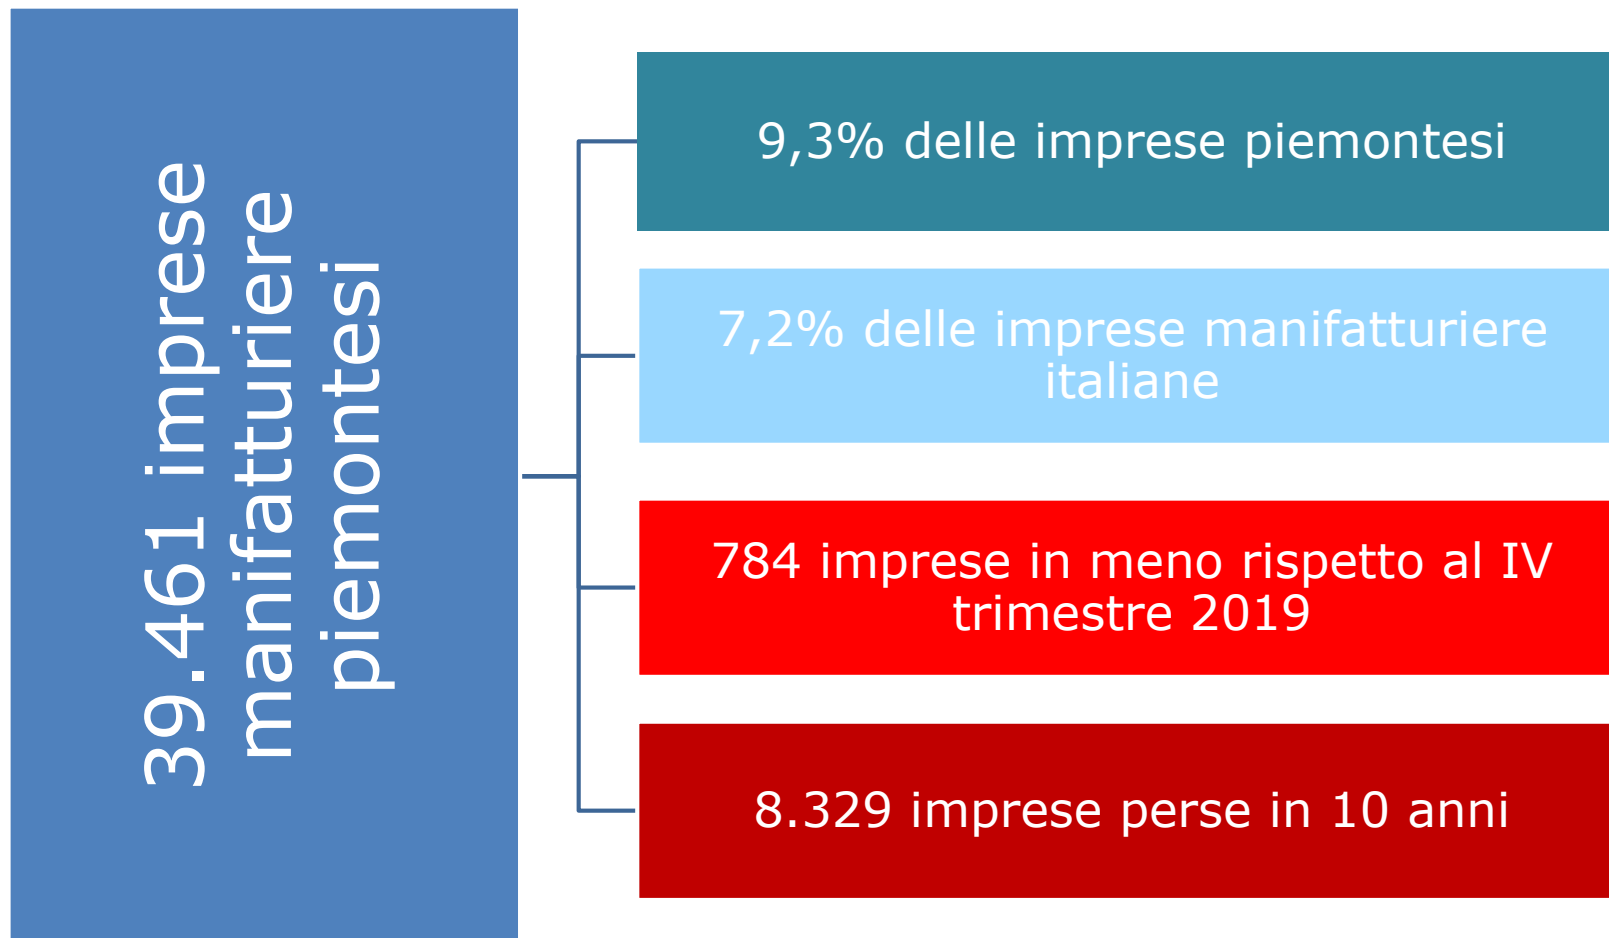 39.461 imprese
manifatturiere
piemontesi
9,3% delle imprese piemontesi
7,2% delle imprese manifatturiere
italiane
784 imprese in meno rispetto al IV
trimestre 2019
8.329 imprese perse in 10 anni